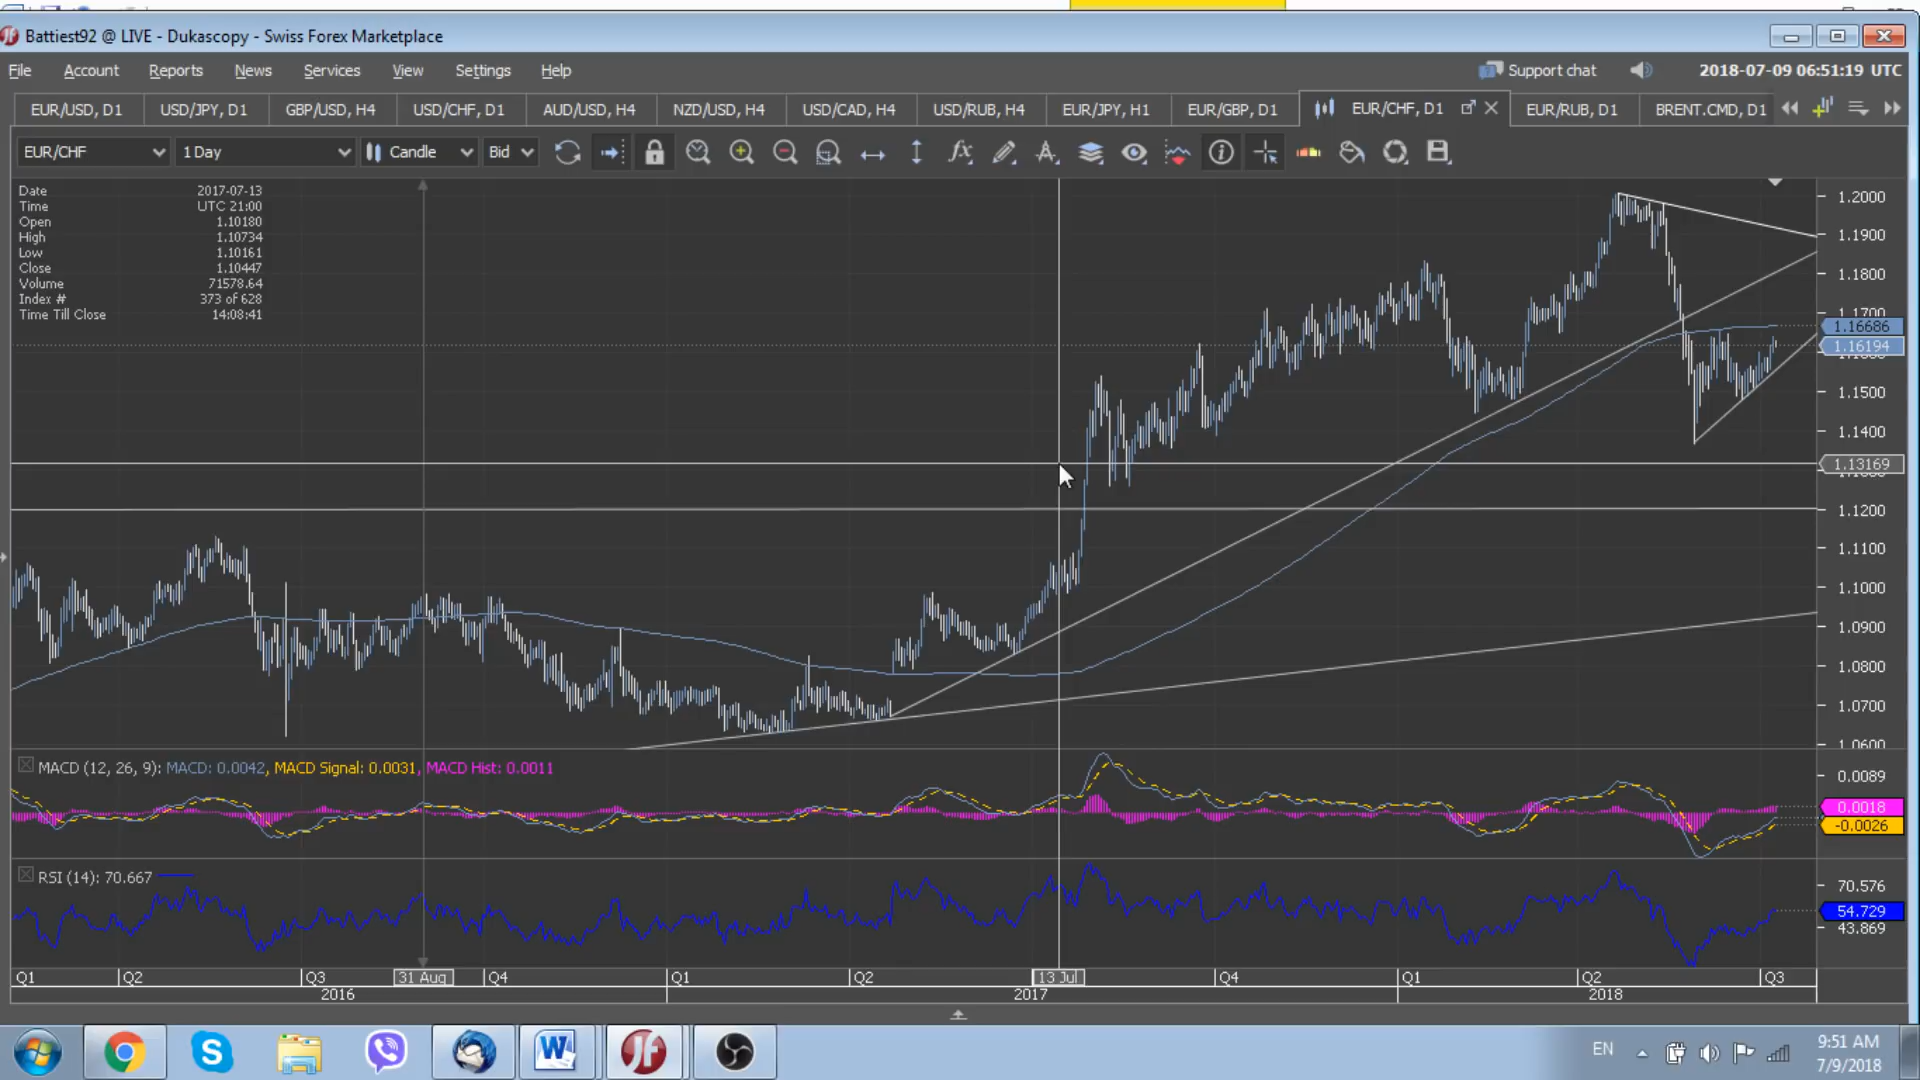 Battiest92 @ LIVE - Dukascopy - Swiss Forex Marketplace
File Account Reports News Services View Settings Help Support chat 2018-07-09 06:51:19 UTC
EUR/USD, D1 USD/JPY, D1 GBP/USD, H4 USD/CHF, D1 AUD/USD, H4 NZD/USD, H4 USD/CAD, H4 USD/RUB, H4 EUR/JPY, H1 EUR/GBP, D1 EUR/CHF, D1 EUR/RUB, D1 BRENT.CMD, D1
EUR/CHF 1 Day Candle Bid
Date 2017-07-13
Time UTC 21:00
Open 1.10180
High 1.10734
Low 1.10161
Close 1.10447
Volume 71578.64
Index # 373 of 628
Time Till Close 14:08:41
1.2000
1.1900
1.1800
1.1700
1.16686
1.16194
1.1500
1.1400
1.13169
1.1200
1.1100
1.1000
1.0900
1.0800
1.0700
1.0600
MACD (12, 26, 9): MACD: 0.0042, MACD Signal: 0.0031, MACD Hist: 0.0011
0.0089
0.0018
-0.0026
RSI (14): 70.667
70.576
54.729
43.869
Q1 Q2 Q3 31 Aug Q4 Q1 Q2 13 Jul Q4 Q1 Q2 Q3
2016 2017 2018
EN
9:51 AM
7/9/2018